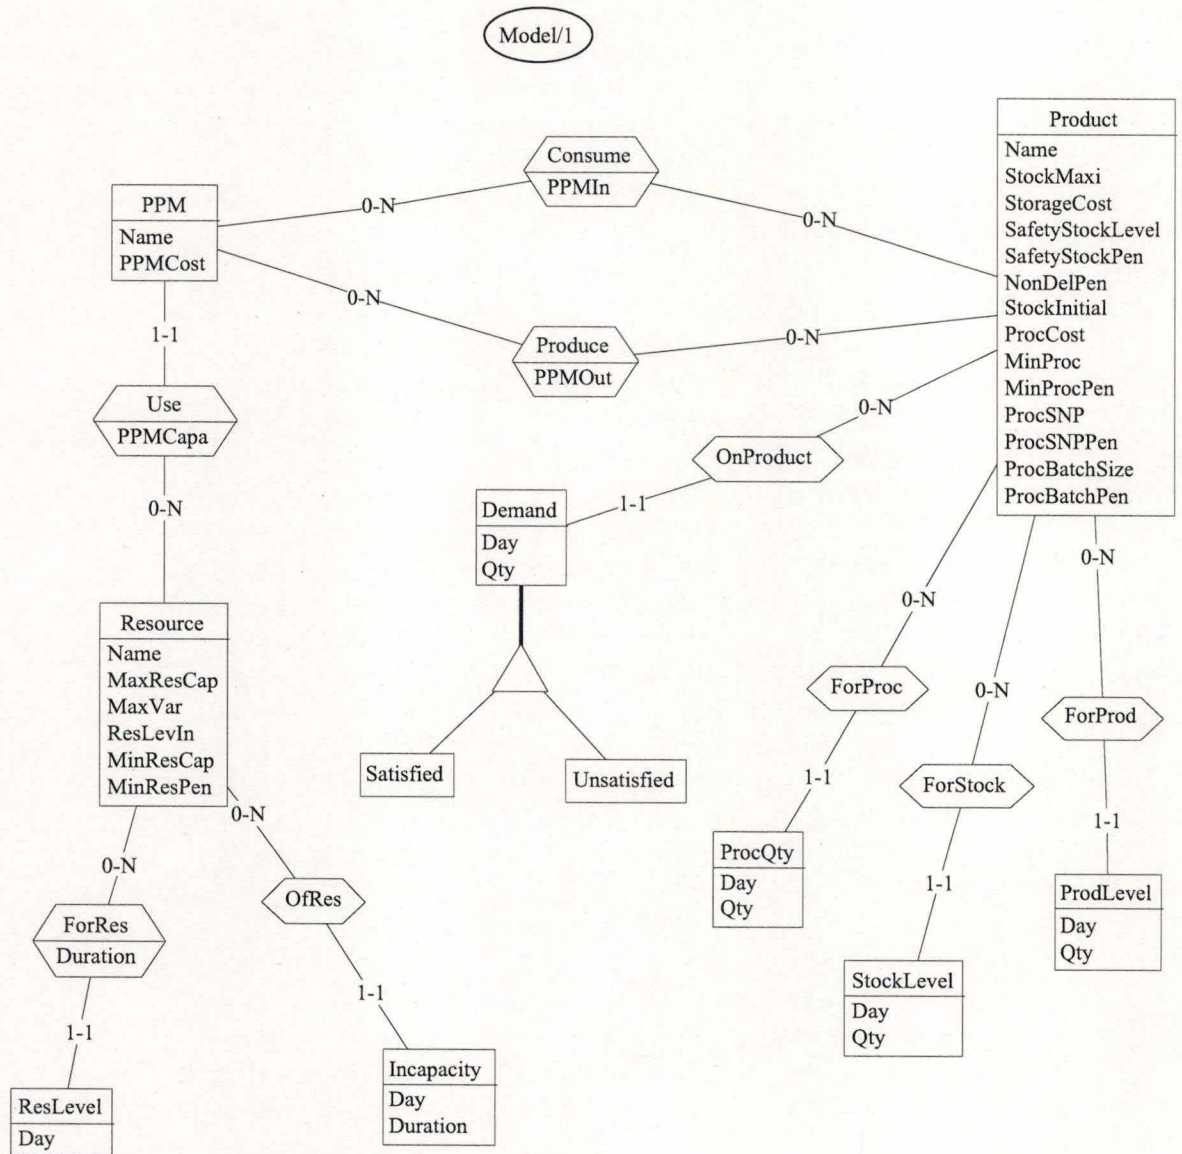 Model/1
Product
Name
StockMaxi
StorageCost
SafetyStockLevel
SafetyStockPen
NonDelPen
StockInitial
ProcCost
MinProc
MinProcPen
ProcSNP
ProcSNPPen
ProcBatchSize
ProcBatchPen
Consume
PPMIn
0-N
0-N
PPM
Name
PPMCost
0-N
0-N
Produce
PPMOut
1-1
Use
PPMCapa
0-N
0-N
OnProduct
1-1
Demand
Day
Qty
Satisfied
Unsatisfied
Resource
Name
MaxResCap
MaxVar
ResLevIn
MinResCap
MinResPen
0-N
ForProc
1-1
ProcQty
Day
Qty
0-N
ForStock
1-1
StockLevel
Day
Qty
0-N
ForProd
1-1
ProdLevel
Day
Qty
0-N
ForRes
Duration
1-1
ResLevel
Day
0-N
OfRes
1-1
Incapacity
Day
Duration